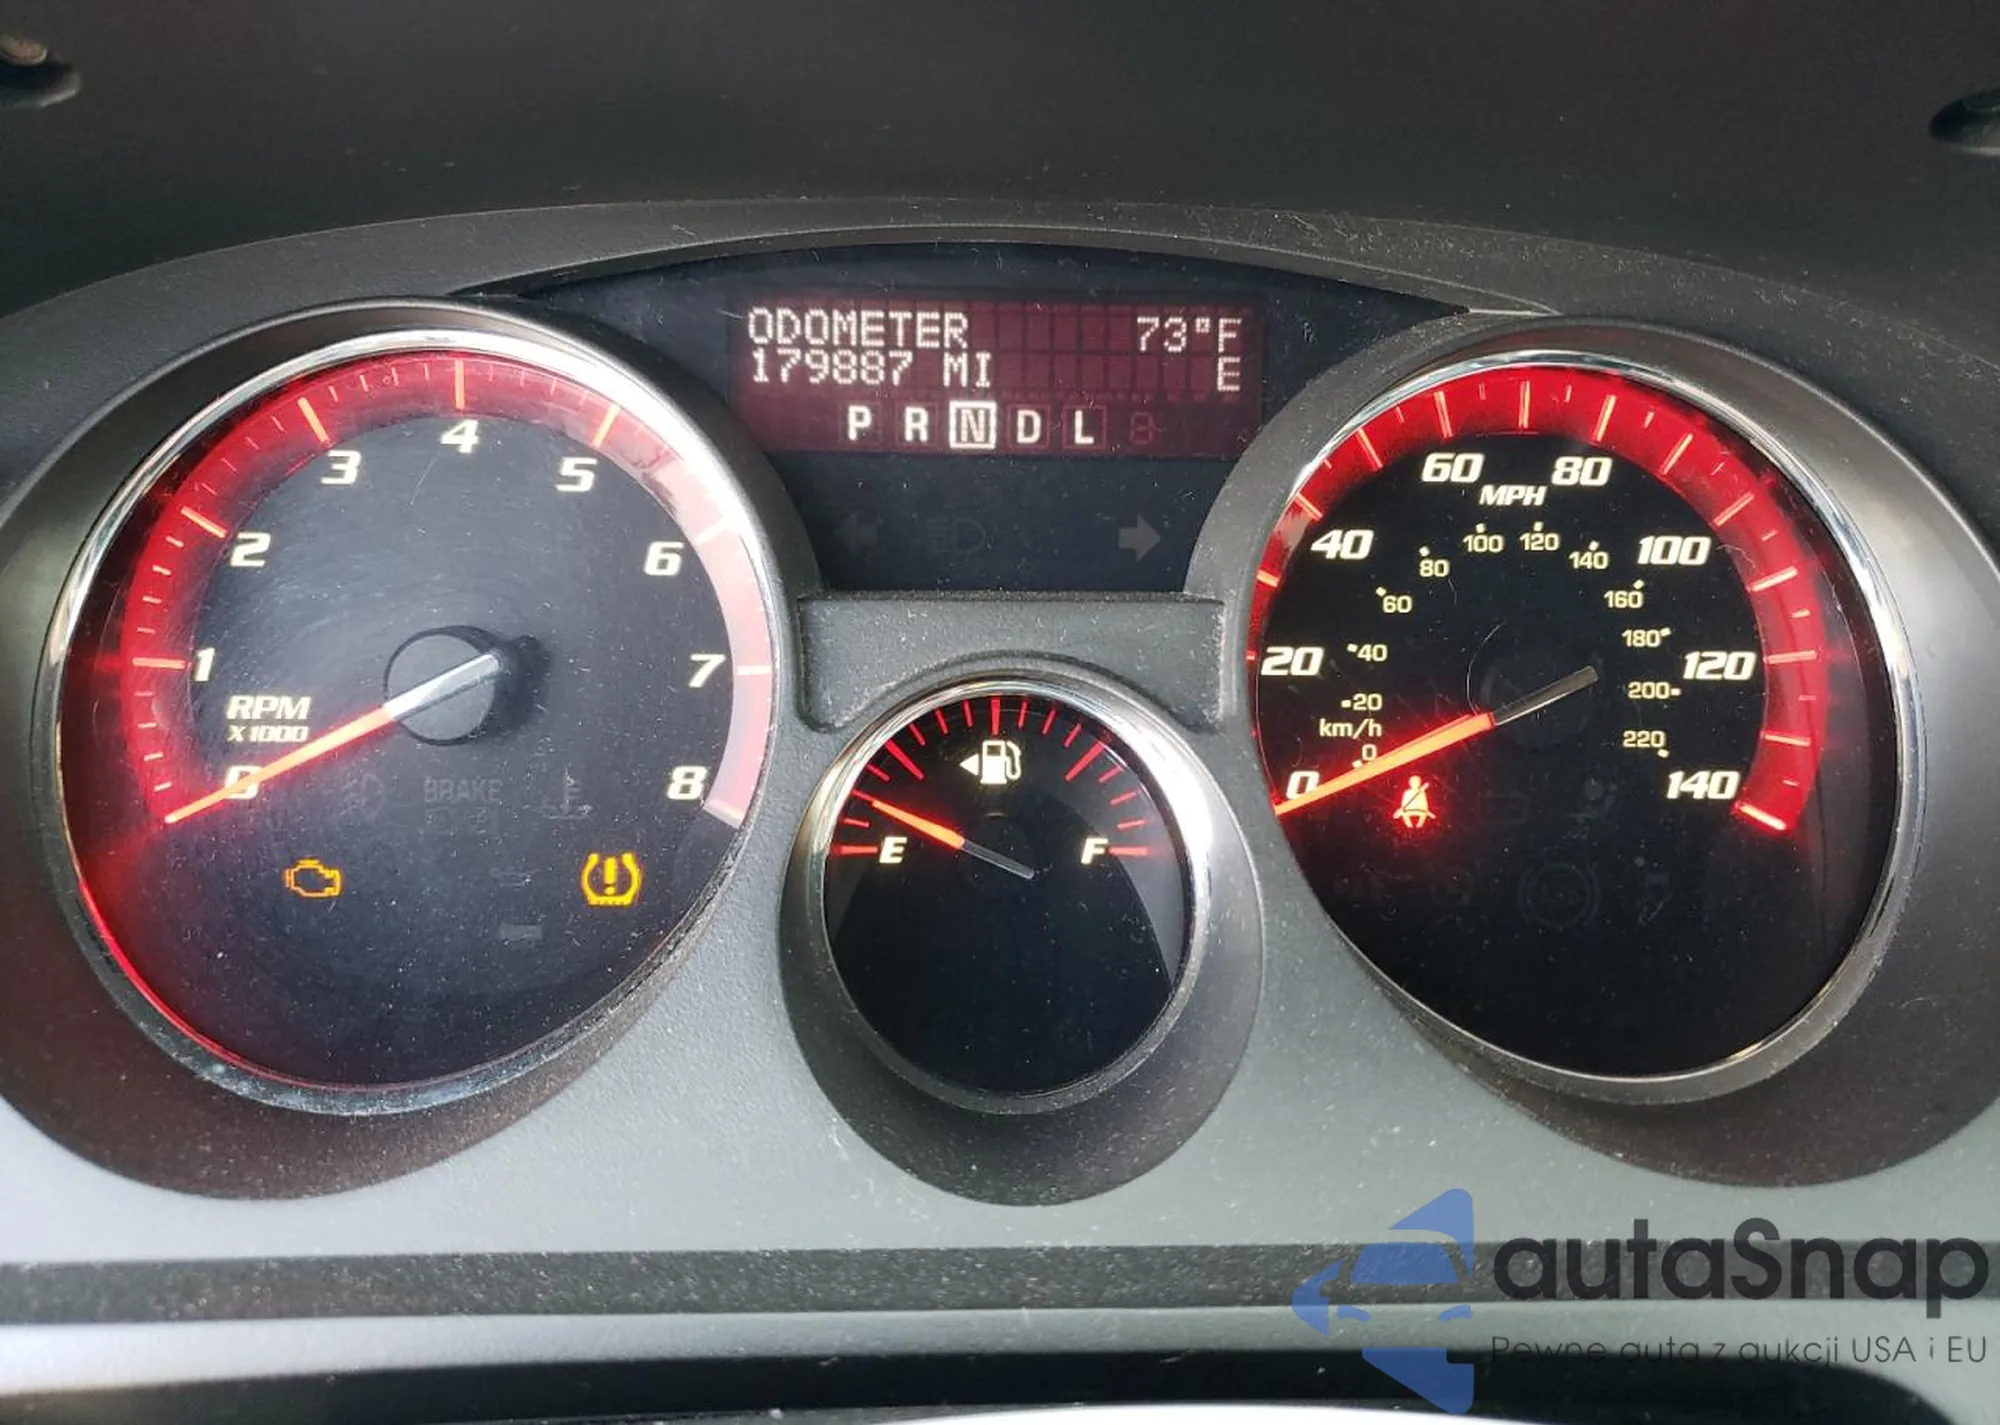 ODOMETER 73°F
179887 MI E
P R N D L
4
3 5
2 6
1 7
RPM
X1000
0 8
BRAKE
E F
60 80
MPH
40 100
100 120
80 140
60 160
20 120
40 180
20 200
km/h
220
0
0 140
autaSnap
Pewne auta z aukcji USA i EU